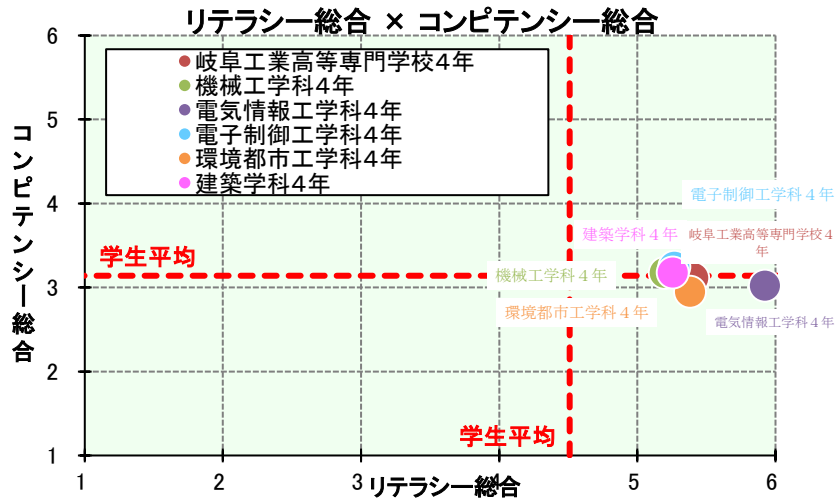 リテラシー総合 × コンピテンシー総合
6
5
4
3
2
1
コンピテンシー総合
岐阜工業高等専門学校4年
機械工学科4年
電気情報工学科4年
電子制御工学科4年
環境都市工学科4年
建築学科4年
電子制御工学科４年
建築学科４年
岐阜工業高等専門学校４
年
学生平均
機械工学科４年
環境都市工学科４年
電気情報工学科４年
学生平均
1
2
3
4
5
6
リテラシー総合